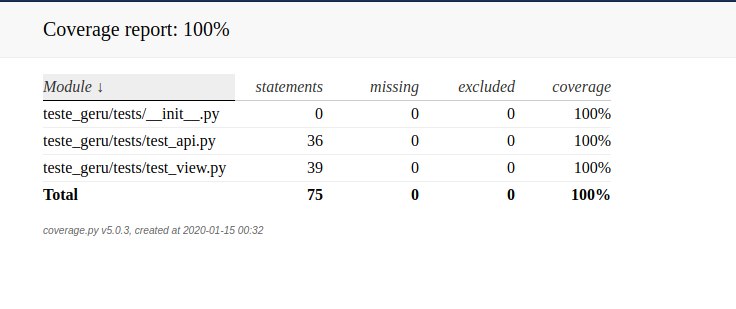 Coverage report: 100%
Module ↓ statements missing excluded coverage
teste_geru/tests/__init__.py 0 0 0 100%
teste_geru/tests/test_api.py 36 0 0 100%
teste_geru/tests/test_view.py 39 0 0 100%
Total 75 0 0 100%
coverage.py v5.0.3, created at 2020-01-15 00:32